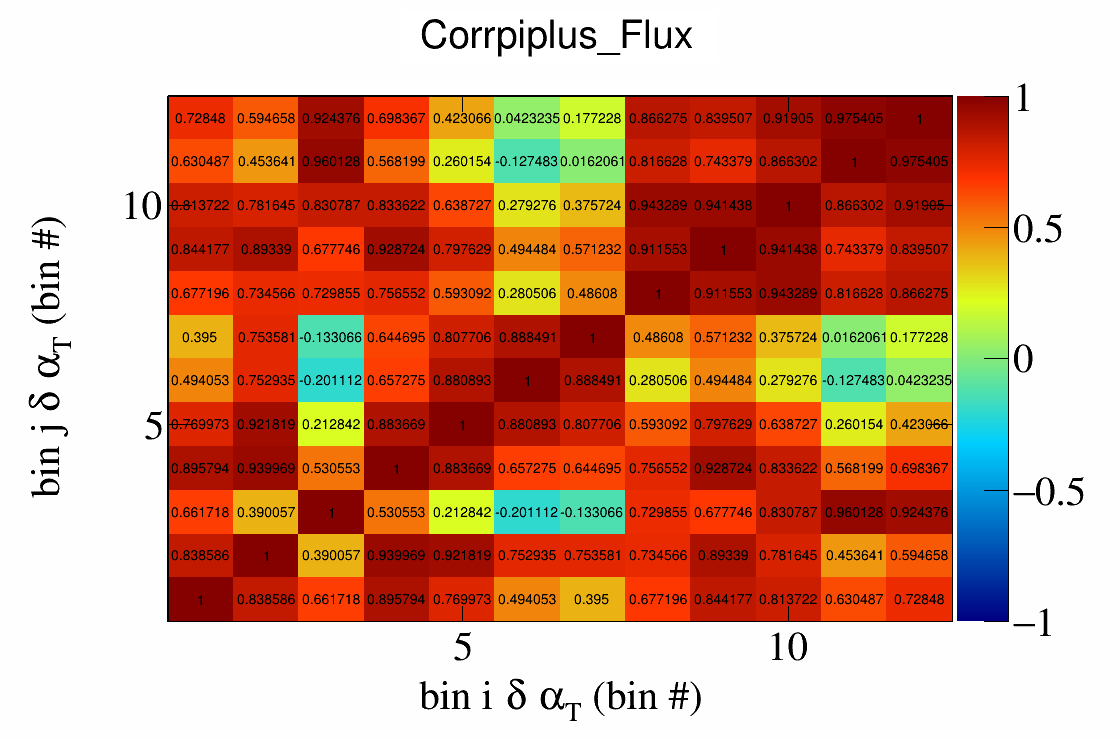 Corrpiplus_Flux
0.72848 0.594658 0.924376 0.698367 0.423066 0.0423235 0.177228 0.866275 0.839507 0.91905 0.975405 1
0.630487 0.453641 0.960128 0.568199 0.260154 -0.127483 0.0162061 0.816628 0.743379 0.866302 1 0.975405
0.813722 0.781645 0.830787 0.833622 0.638727 0.279276 0.375724 0.943289 0.941438 1 0.866302 0.91905
0.844177 0.89339 0.677746 0.928724 0.797629 0.494484 0.571232 0.911553 1 0.941438 0.743379 0.839507
0.677196 0.734566 0.729855 0.756552 0.593092 0.280506 0.48608 1 0.911553 0.943289 0.816628 0.866275
0.395 0.753581 -0.133066 0.644695 0.807706 0.888491 1 0.48608 0.571232 0.375724 0.0162061 0.177228
0.494053 0.752935 -0.201112 0.657275 0.880893 1 0.888491 0.280506 0.494484 0.279276 -0.127483 0.0423235
0.769973 0.921819 0.212842 0.883669 1 0.880893 0.807706 0.593092 0.797629 0.638727 0.260154 0.423066
0.895794 0.939969 0.530553 1 0.883669 0.657275 0.644695 0.756552 0.928724 0.833622 0.568199 0.698367
0.661718 0.390057 1 0.530553 0.212842 -0.201112 -0.133066 0.729855 0.677746 0.830787 0.960128 0.924376
0.838586 1 0.390057 0.939969 0.921819 0.752935 0.753581 0.734566 0.89339 0.781645 0.453641 0.594658
1 0.838586 0.661718 0.895794 0.769973 0.494053 0.395 0.677196 0.844177 0.813722 0.630487 0.72848
10
5
bin j δ α_T (bin #)
5 10
bin i δ α_T (bin #)
1
0.5
0
−0.5
−1